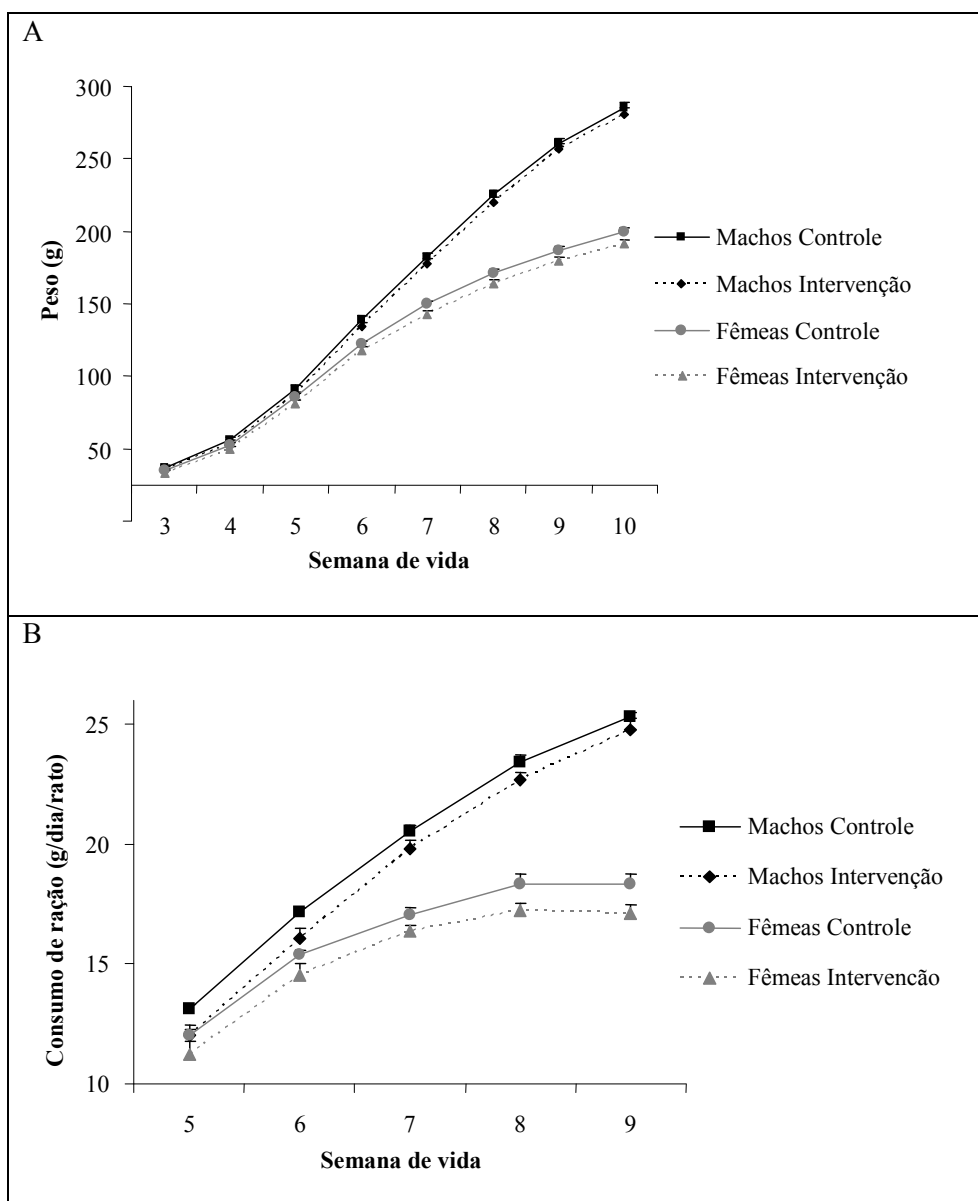 A
300
250
200
150
100
50
Peso (g)
3 4 5 6 7 8 9 10
Semana de vida
Machos Controle
Machos Intervenção
Fêmeas Controle
Fêmeas Intervenção
B
25
20
15
10
Consumo de ração (g/dia/rato)
5 6 7 8 9
Semana de vida
Machos Controle
Machos Intervenção
Fêmeas Controle
Fêmeas Intervenção